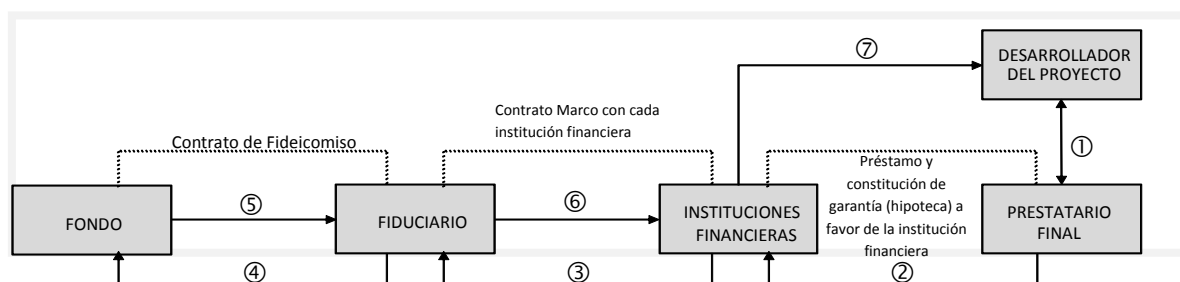 ⑦
DESARROLLADOR
DEL PROYECTO
Contrato Marco con cada
institución financiera
Contrato de Fideicomiso
①
Préstamo y
constitución de
garantía (hipoteca) a
favor de la institución
financiera
FONDO
⑤
FIDUCIARIO
⑥
INSTITUCIONES
FINANCIERAS
PRESTATARIO
FINAL
④
③
②